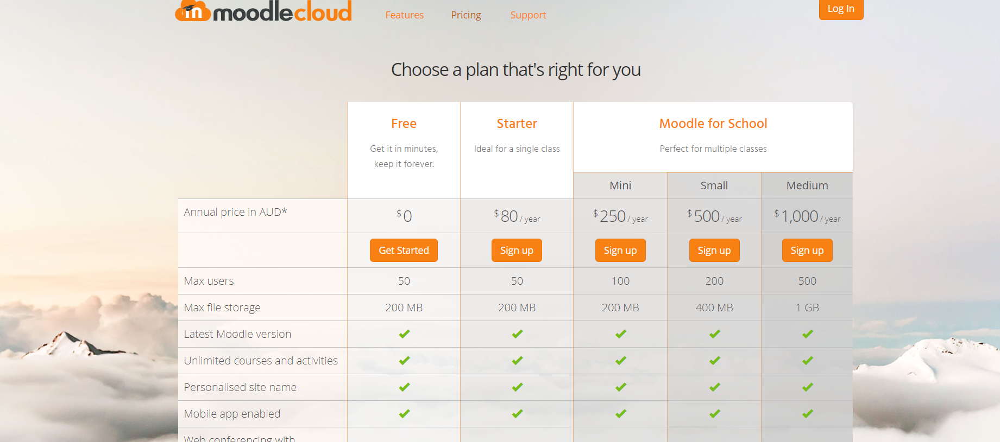 moodlecloud
Features Pricing Support
Log In
Choose a plan that's right for you
Free Starter Moodle for School
Get it in minutes, Ideal for a single class Perfect for multiple classes
keep it forever.
Mini Small Medium
Annual price in AUD* $0 $80 / year $250 / year $500 / year $1,000 / year
Get Started Sign up Sign up Sign up Sign up
Max users 50 50 100 200 500
Max file storage 200 MB 200 MB 200 MB 400 MB 1 GB
Latest Moodle version
Unlimited courses and activities
Personalised site name
Mobile app enabled
Web conferencing with